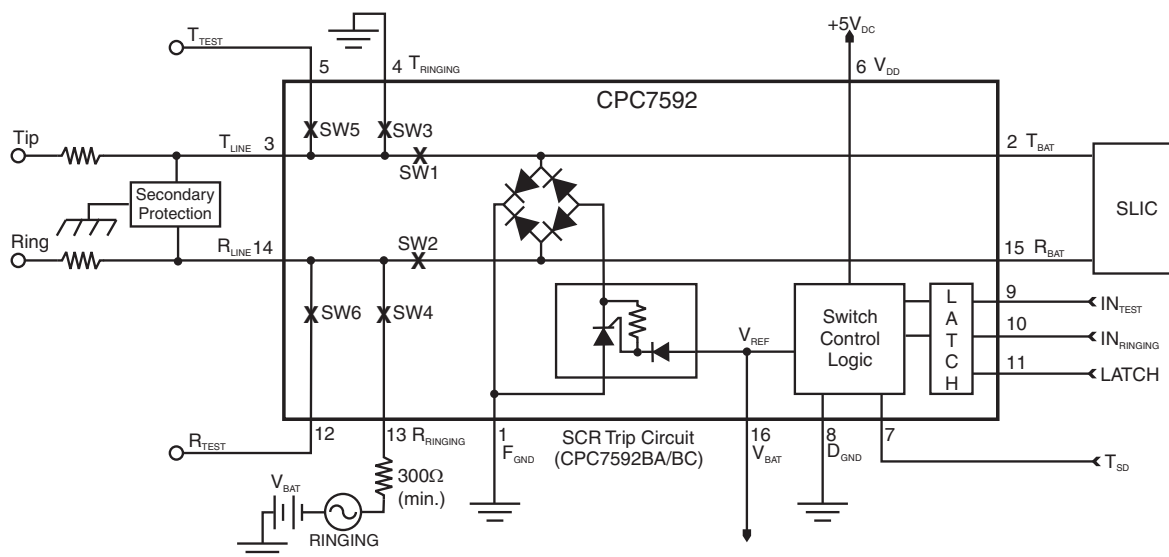 +5VDC
TTEST
5
4 TRINGING
6 VDD
CPC7592
SW5
SW3
Tip
TLINE 3
SW1
2 TBAT
Secondary
Protection
SLIC
Ring
RLINE 14
SW2
15 RBAT
SW6
SW4
VREF
Switch
Control
Logic
L
A
T
C
H
9
INTEST
10
INRINGING
11
LATCH
RTEST
12
13 RRINGING
1
FGND
SCR Trip Circuit
(CPC7592BA/BC)
16
VBAT
8
DGND
7
TSD
300Ω
(min.)
VBAT
RINGING